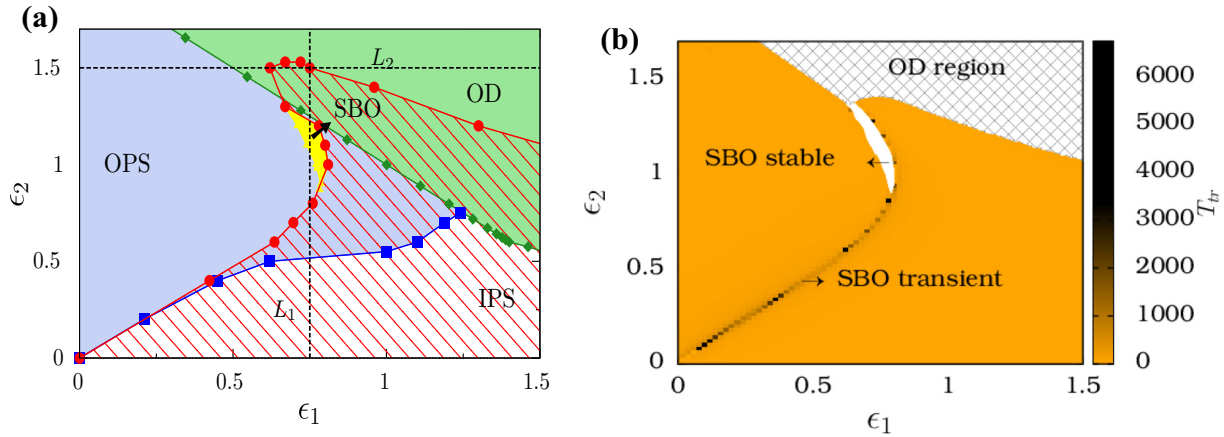 (a)
L₂
SBO
OD
OPS
IPS
L₁
1.5
1
0.5
0
ϵ₂
0
0.5
1
1.5
ϵ₁
(b)
OD region
SBO stable
SBO transient
1.5
1
0.5
0
ϵ₂
0
0.5
1
1.5
ϵ₁
6000
5000
4000
3000
2000
1000
0
T_tr